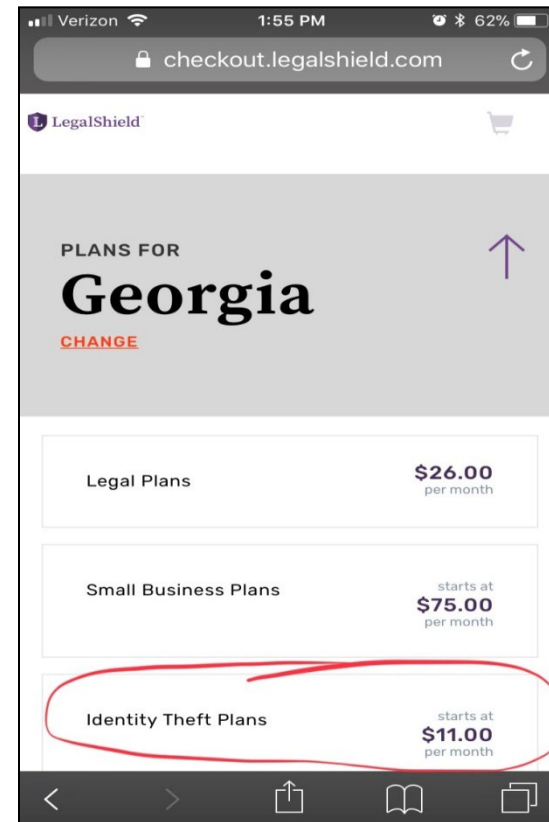 Verizon 1:55 PM 62%
checkout.legalshield.com
L LegalShield
PLANS FOR
Georgia
CHANGE
Legal Plans $26.00
per month
Small Business Plans starts at
$75.00
per month
Identity Theft Plans starts at
$11.00
per month